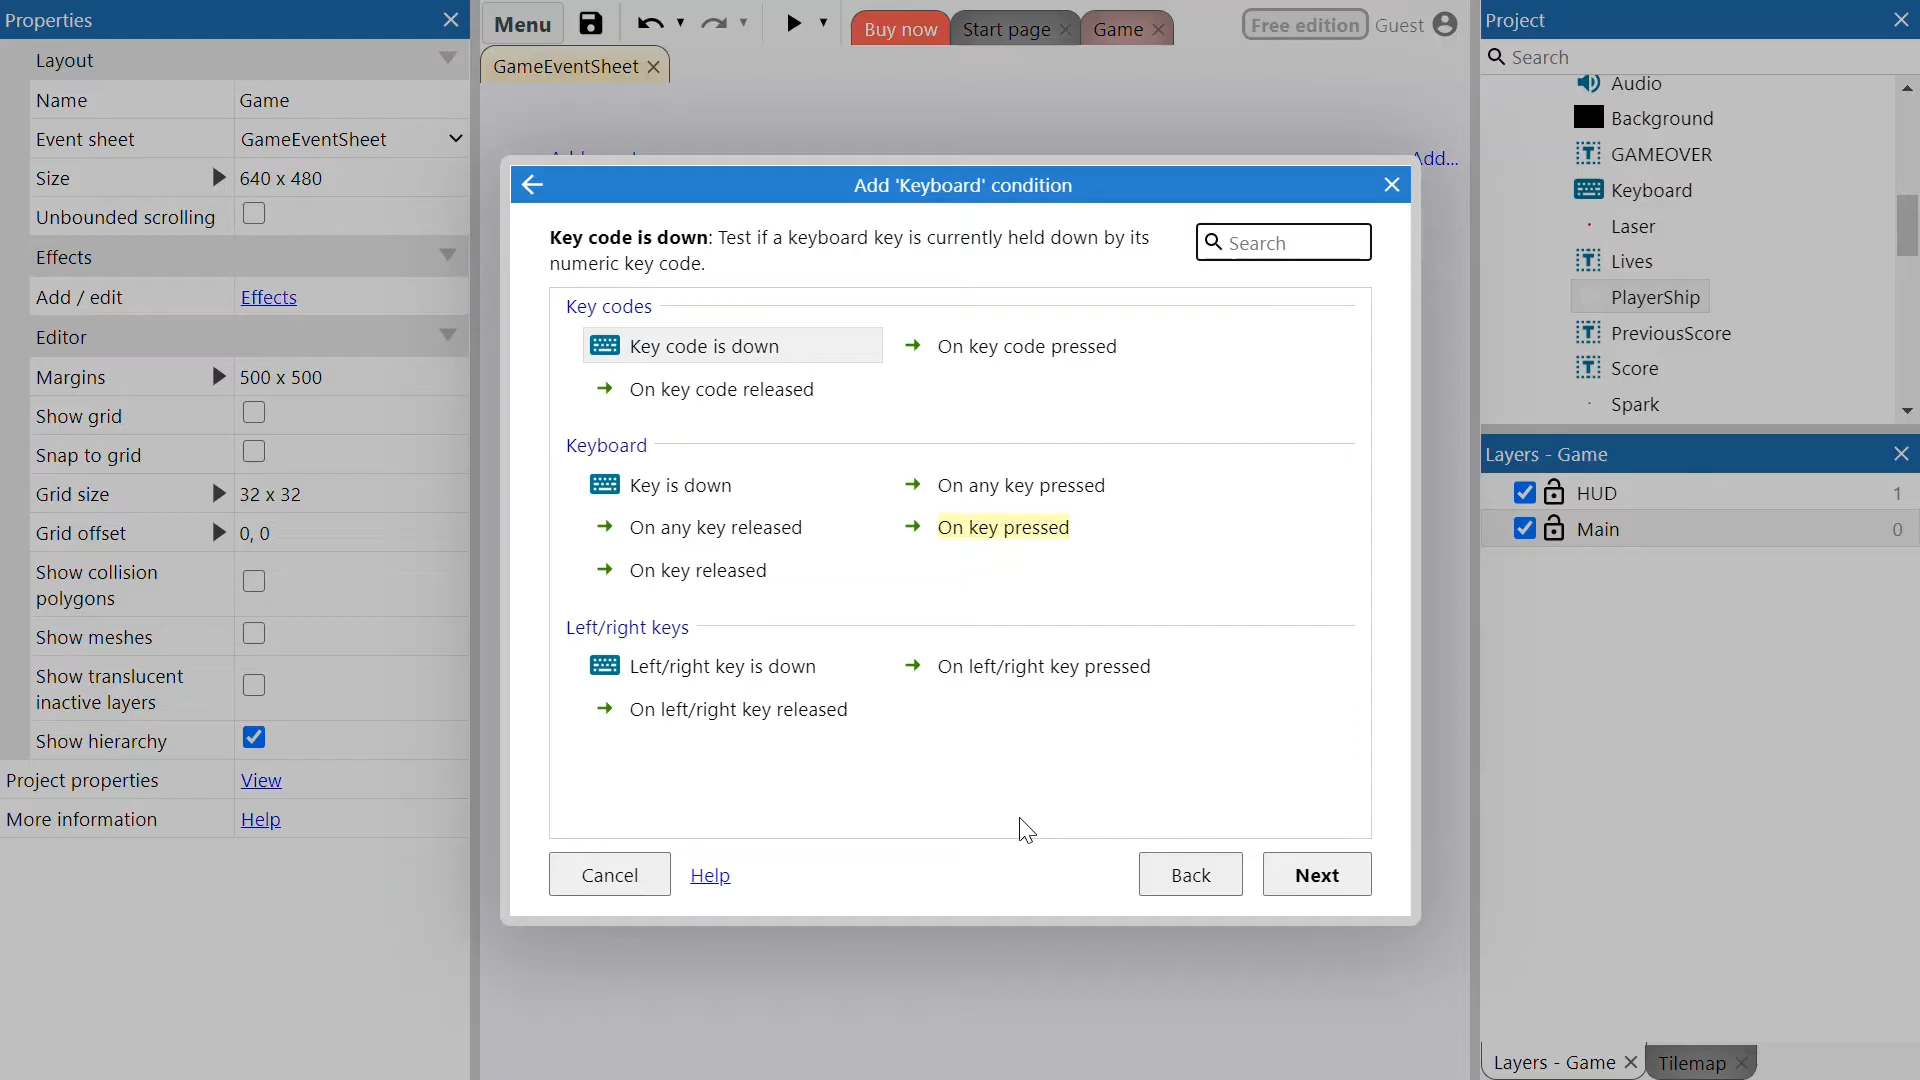 Properties
Layout
Name Game
Event sheet GameEventSheet
Size 640 x 480
Unbounded scrolling
Effects
Add / edit Effects
Editor
Margins 500 x 500
Show grid
Snap to grid
Grid size 32 x 32
Grid offset 0, 0
Show collision
polygons
Show meshes
Show translucent
inactive layers
Show hierarchy
Project properties View
More information Help
Menu
Buy now
Start page
Game
Free edition
Guest
GameEventSheet
Add...
Add 'Keyboard' condition
Key code is down: Test if a keyboard key is currently held down by its
numeric key code.
Search
Key codes
Key code is down
On key code pressed
On key code released
Keyboard
Key is down
On any key pressed
On any key released
On key pressed
On key released
Left/right keys
Left/right key is down
On left/right key pressed
On left/right key released
Cancel
Help
Back
Next
Project
Search
Audio
Background
GAMEOVER
Keyboard
Laser
Lives
PlayerShip
PreviousScore
Score
Spark
Layers - Game
HUD 1
Main 0
Layers - Game
Tilemap